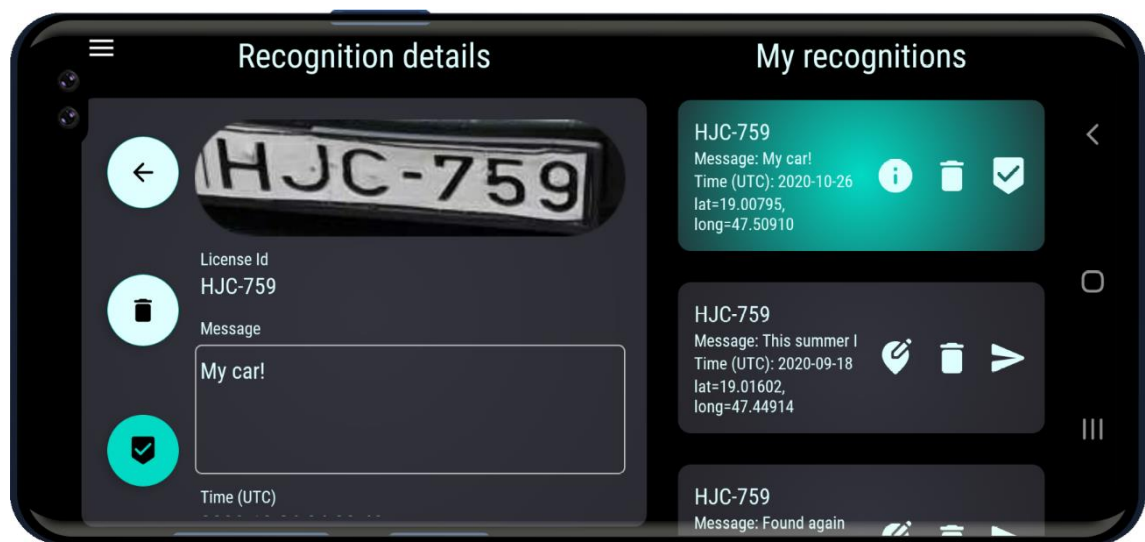 Recognition details
HJC-759
License Id
HJC-759
Message
My car!
Time (UTC)
My recognitions
HJC-759
Message: My car!
Time (UTC): 2020-10-26
lat=19.00795,
long=47.50910
HJC-759
Message: This summer I
Time (UTC): 2020-09-18
lat=19.01602,
long=47.44914
HJC-759
Message: Found again